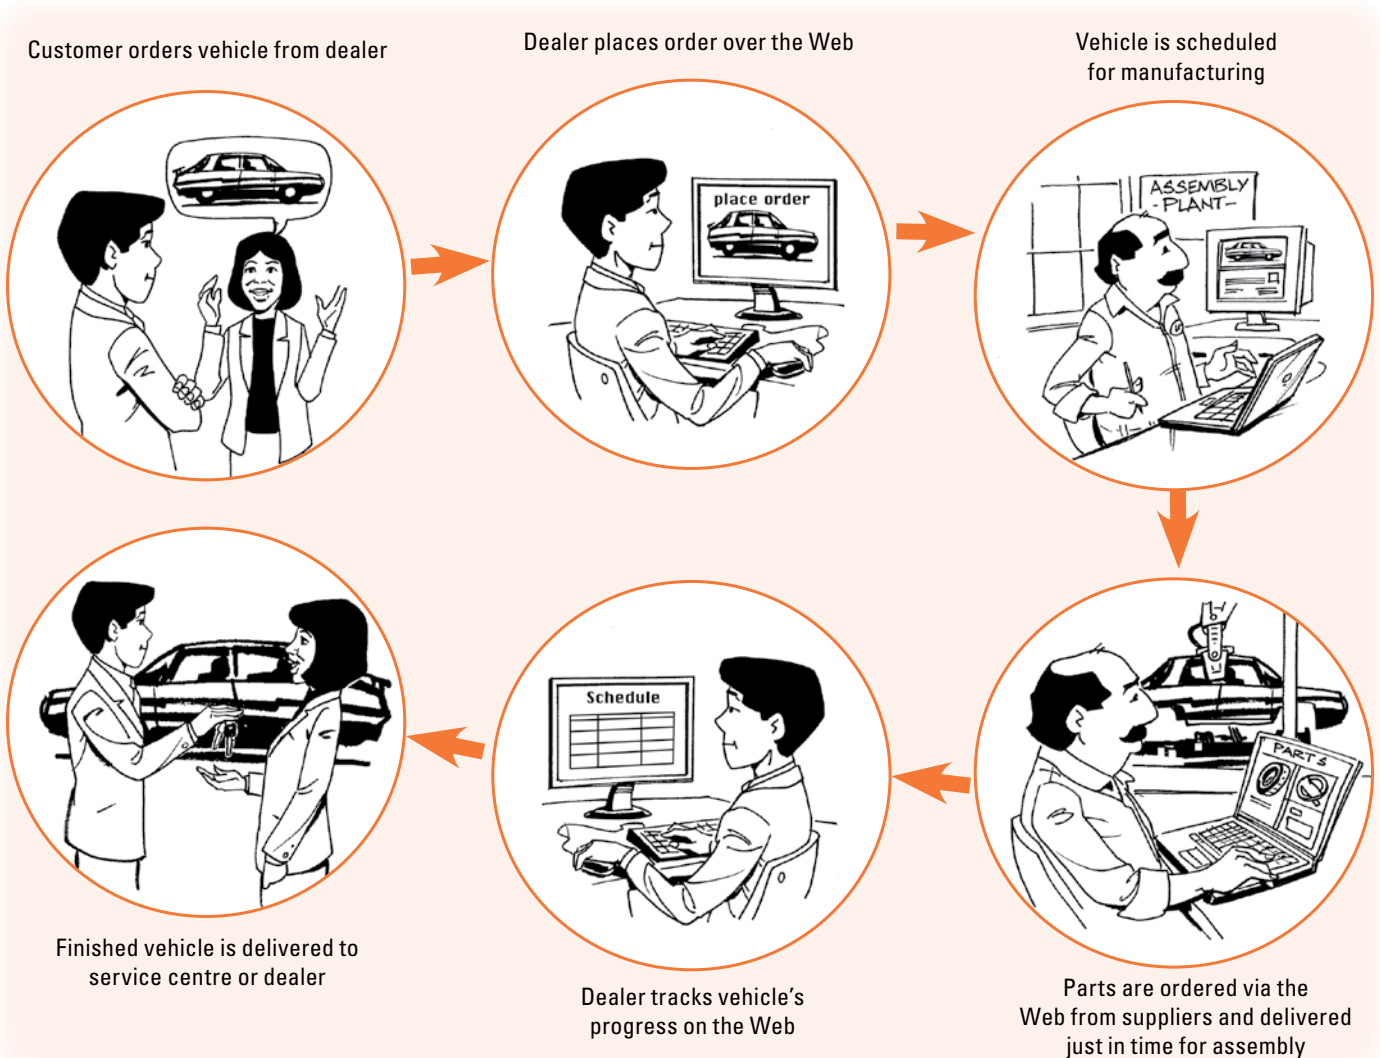 Customer orders vehicle from dealer
Dealer places order over the Web
Vehicle is scheduled
for manufacturing
place order
ASSEMBLY
-PLANT-
PARTS
Parts are ordered via the
Web from suppliers and delivered
just in time for assembly
Schedule
Dealer tracks vehicle's
progress on the Web
Finished vehicle is delivered to
service centre or dealer